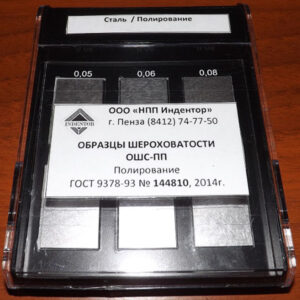 Сталь / Полирование
0,05 0,06 0,08
ООО «НПП Индентор»
г. Пенза (8412) 74-77-50
INDENTOR
ОБРАЗЦЫ ШЕРОХОВАТОСТИ
ОШС-ПП
Полирование
ГОСТ 9378-93 № 144810, 2014г.